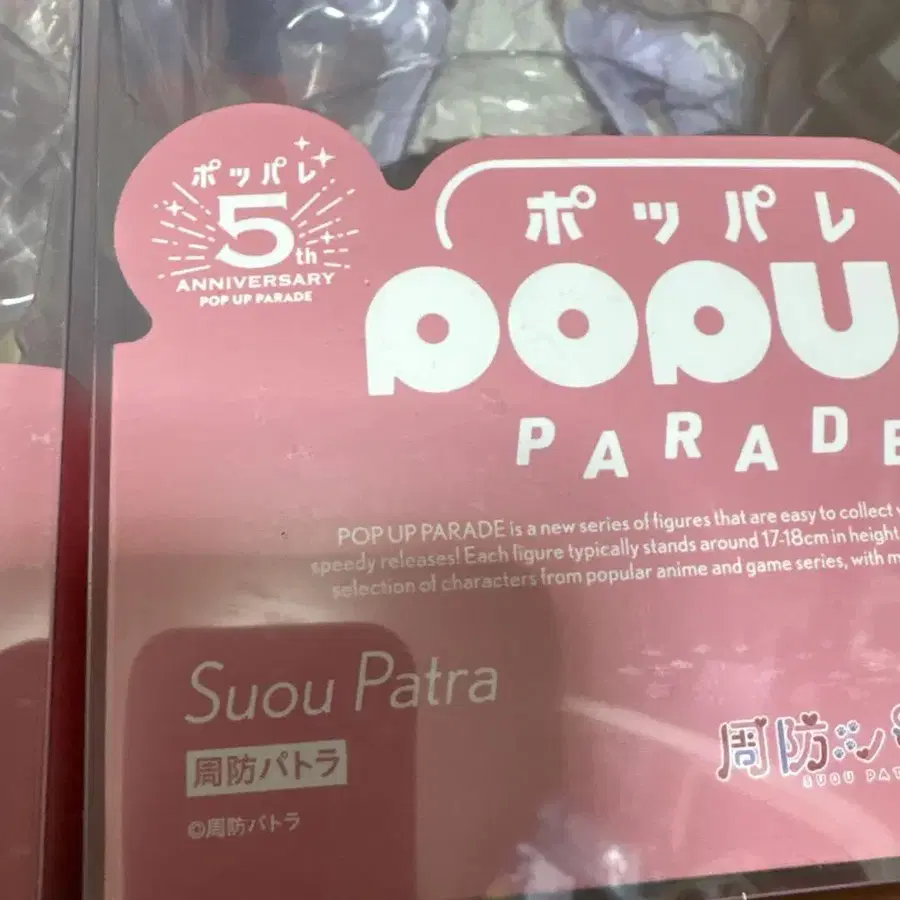 ポッパレ
5th
ANNIVERSARY
POP UP PARADE
ポッパレ
POPU
PARADE
POP UP PARADE is a new series of figures that are easy to collect
speedy releases! Each figure typically stands around 17-18cm in height,
selection of characters from popular anime and game series, with
Suou Patra
周防パトラ
©周防パトラ
周防
SUOU PAT